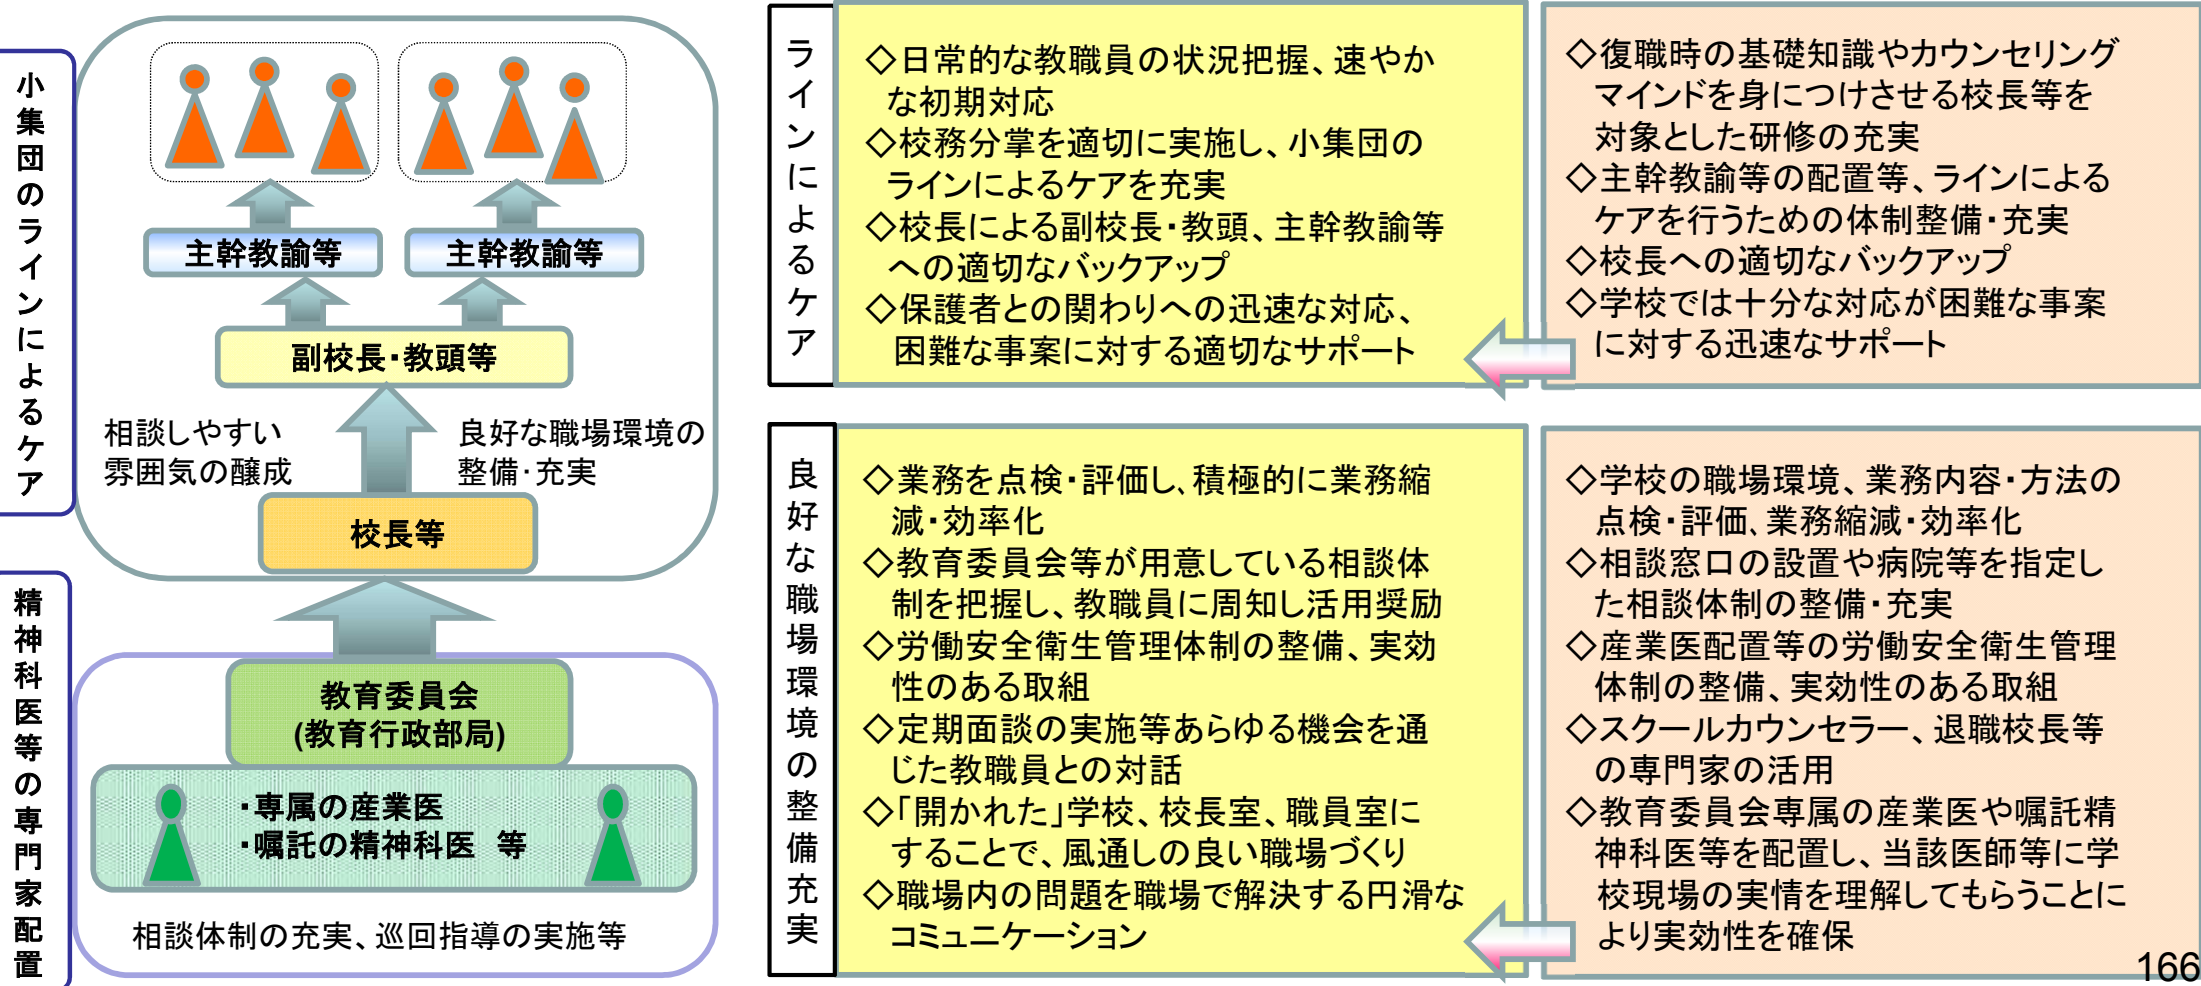 小集団のラインによるケア
主幹教諭等
主幹教諭等
副校長・教頭等
相談しやすい
雰囲気の醸成
良好な職場環境の
整備・充実
校長等
精神科医等の専門家配置
教育委員会
(教育行政部局)
・専属の産業医
・嘱託の精神科医　等
相談体制の充実、巡回指導の実施等
ラインによるケア
◇日常的な教職員の状況把握、速やか
な初期対応
◇校務分掌を適切に実施し、小集団の
ラインによるケアを充実
◇校長による副校長・教頭、主幹教諭等
への適切なバックアップ
◇保護者との関わりへの迅速な対応、
困難な事案に対する適切なサポート
◇復職時の基礎知識やカウンセリング
マインドを身につけさせる校長等を
対象とした研修の充実
◇主幹教諭等の配置等、ラインによる
ケアを行うための体制整備・充実
◇校長への適切なバックアップ
◇学校では十分な対応が困難な事案
に対する迅速なサポート
良好な職場環境の整備充実
◇業務を点検・評価し、積極的に業務縮
減・効率化
◇教育委員会等が用意している相談体
制を把握し、教職員に周知し活用奨励
◇労働安全衛生管理体制の整備、実効
性のある取組
◇定期面談の実施等あらゆる機会を通
じた教職員との対話
◇「開かれた」学校、校長室、職員室に
することで、風通しの良い職場づくり
◇職場内の問題を職場で解決する円滑な
コミュニケーション
◇学校の職場環境、業務内容・方法の
点検・評価、業務縮減・効率化
◇相談窓口の設置や病院等を指定し
た相談体制の整備・充実
◇産業医配置等の労働安全衛生管理
体制の整備、実効性のある取組
◇スクールカウンセラー、退職校長等
の専門家の活用
◇教育委員会専属の産業医や嘱託精
神科医等を配置し、当該医師等に学
校現場の実情を理解してもらうことに
より実効性を確保
166